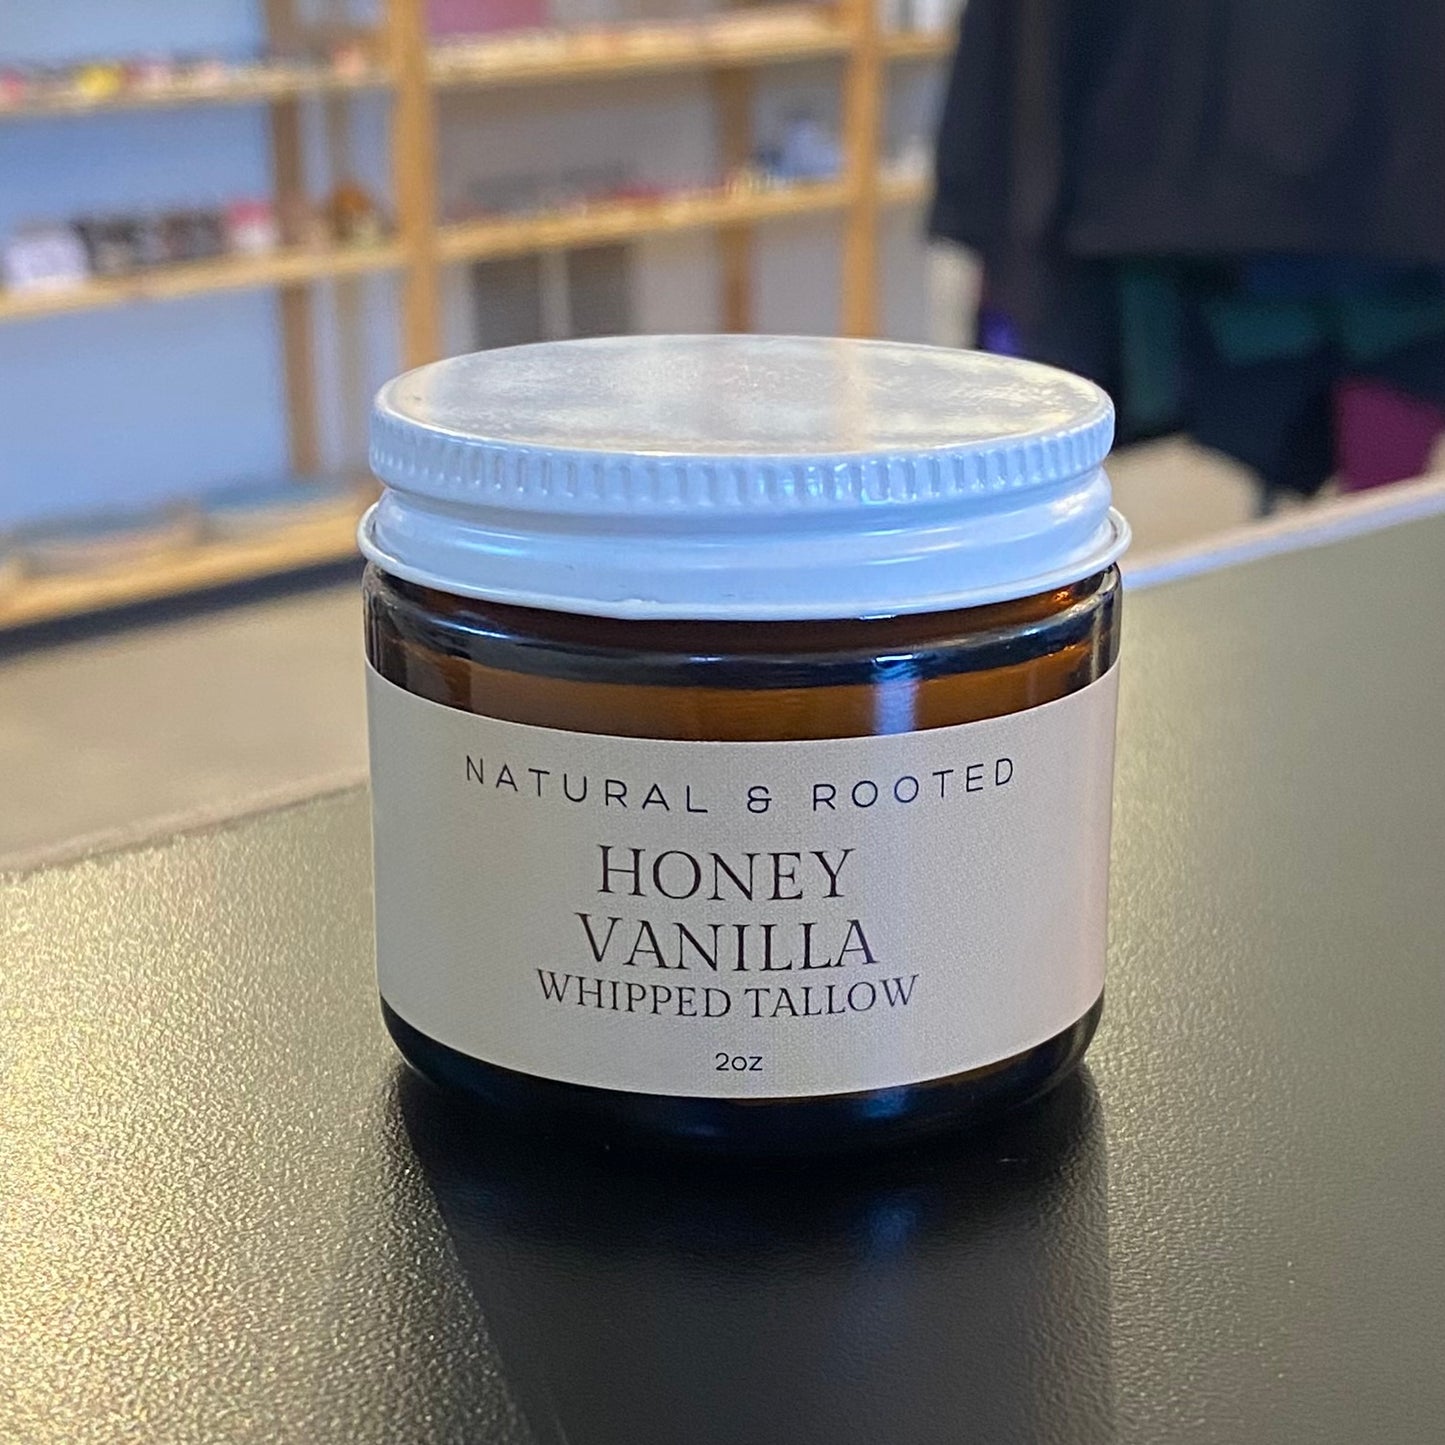 NATURAL & ROOTED
HONEY
VANILLA
WHIPPED TALLOW
2oz